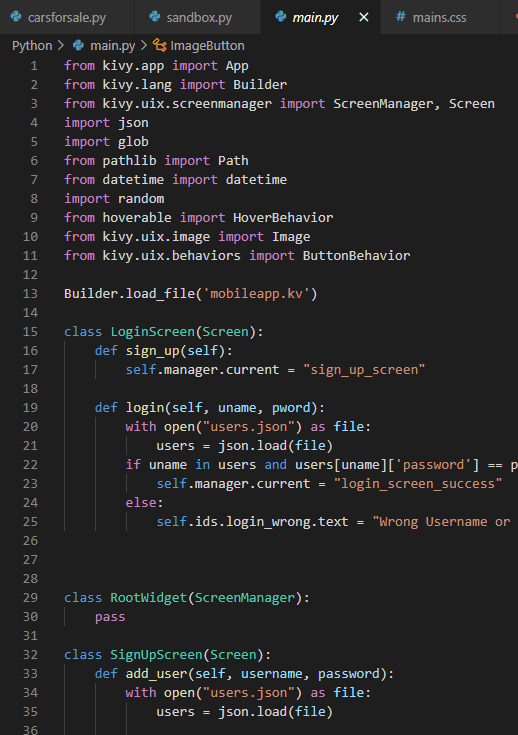 carsforsale.py sandbox.py main.py × # mains.css
Python > main.py > ImageButton
1 from kivy.app import App
2 from kivy.lang import Builder
3 from kivy.uix.screenmanager import ScreenManager, Screen
4 import json
5 import glob
6 from pathlib import Path
7 from datetime import datetime
8 import random
9 from hoverable import HoverBehavior
10 from kivy.uix.image import Image
11 from kivy.uix.behaviors import ButtonBehavior
12
13 Builder.load_file('mobileapp.kv')
14
15 class LoginScreen(Screen):
16 def sign_up(self):
17 self.manager.current = "sign_up_screen"
18
19 def login(self, uname, pword):
20 with open("users.json") as file:
21 users = json.load(file)
22 if uname in users and users[uname]['password'] == p
23 self.manager.current = "login_screen_success"
24 else:
25 self.ids.login_wrong.text = "Wrong Username or
26
27
28
29 class RootWidget(ScreenManager):
30 pass
31
32 class SignUpScreen(Screen):
33 def add_user(self, username, password):
34 with open("users.json") as file:
35 users = json.load(file)
36